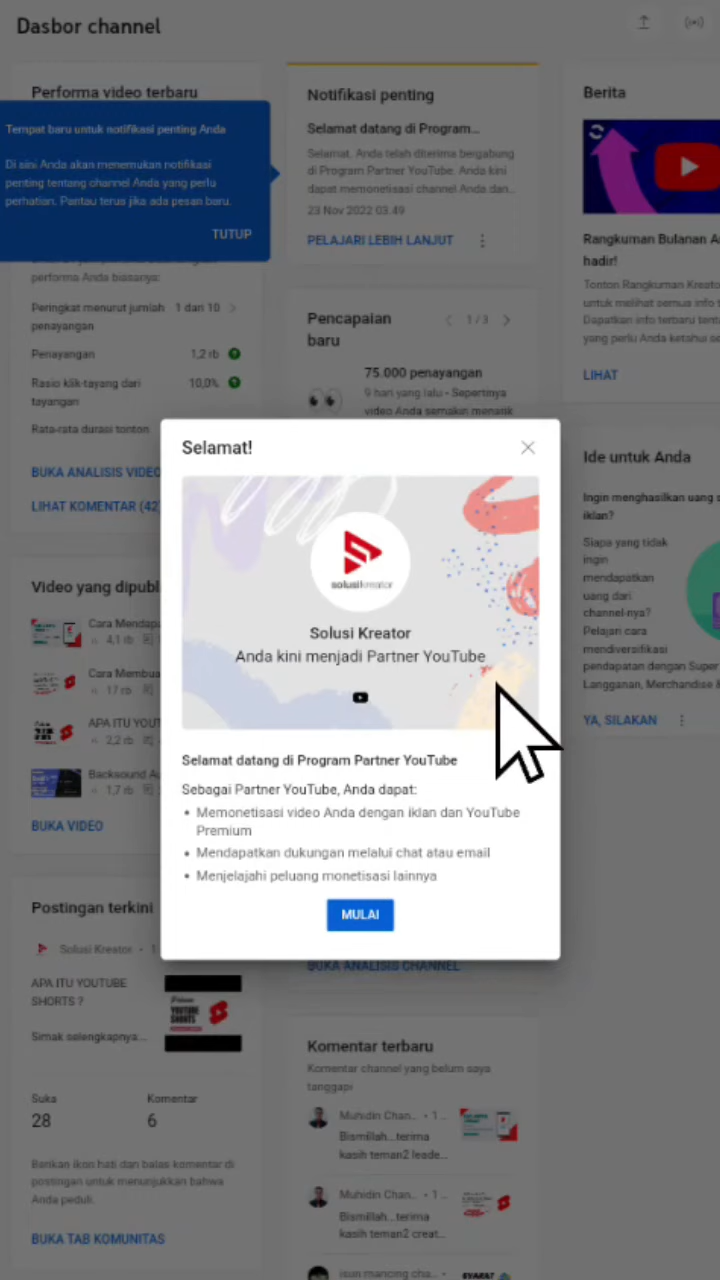 Dasbor channel
Performa video terbaru
Tempat baru untuk notifikasi penting Anda
Di sini Anda akan menemukan notifikasi
penting tentang channel Anda yang perlu
perhatian. Pantau terus jika ada pesan baru.
TUTUP
performa Anda biasanya:
Peringkat menurut jumlah 1 dari 10
penayangan
Penayangan 1,2 rb
Rasio klik-tayang dari 10,0%
tayangan
Rata-rata durasi tonton
BUKA ANALISIS VIDEO
LIHAT KOMENTAR (42)
Video yang dipubl
Cara Mendapa
4,1 rb
Cara Membua
17 rb
APA ITU YOUT
2,2 rb
Backsound Au
1,7 rb
BUKA VIDEO
Postingan terkini
Solusi Kreator • 1
APA ITU YOUTUBE
SHORTS ?
Simak selengkapnya...
YOUTUBE
SHORTS
Suka Komentar
28 6
Berikan ikon hati dan balas komentar di
postingan untuk menunjukkan bahwa
Anda peduli.
BUKA TAB KOMUNITAS
Notifikasi penting
Selamat datang di Program...
Selamat, Anda telah diterima bergabung
di Program Partner YouTube. Anda kini
dapat memonetisasi channel Anda dan...
23 Nov 2022 03.49
PELAJARI LEBIH LANJUT
Pencapaian
baru
1 / 3
75.000 penayangan
9 hari yang lalu • Sepertinya
video Anda semakin menarik
Selamat!
solusikreator
Solusi Kreator
Anda kini menjadi Partner YouTube
Selamat datang di Program Partner YouTube
Sebagai Partner YouTube, Anda dapat:
• Memonetisasi video Anda dengan iklan dan YouTube
Premium
• Mendapatkan dukungan melalui chat atau email
• Menjelajahi peluang monetisasi lainnya
MULAI
BUKA ANALISIS CHANNEL
Komentar terbaru
Komentar channel yang belum saya
tanggapi
Muhidin Chan... • 1 ...
Bismillah...terima
kasih teman2 leade...
Muhidin Chan... • 1 ...
Bismillah...terima
kasih teman2 creat...
isun mancing cha...
SYARAT
Berita
Rangkuman Bulanan A
hadir!
Tonton Rangkuman Kreato
untuk melihat semua info t
Dapatkan info terbaru tent
yang perlu Anda ketahui se
LIHAT
Ide untuk Anda
Ingin menghasilkan uang s
iklan?
Siapa yang tidak
ingin
mendapatkan
uang dari
channel-nya?
Pelajari cara
mendiversifikasi
pendapatan dengan Super
Langganan, Merchandise &
YA, SILAKAN